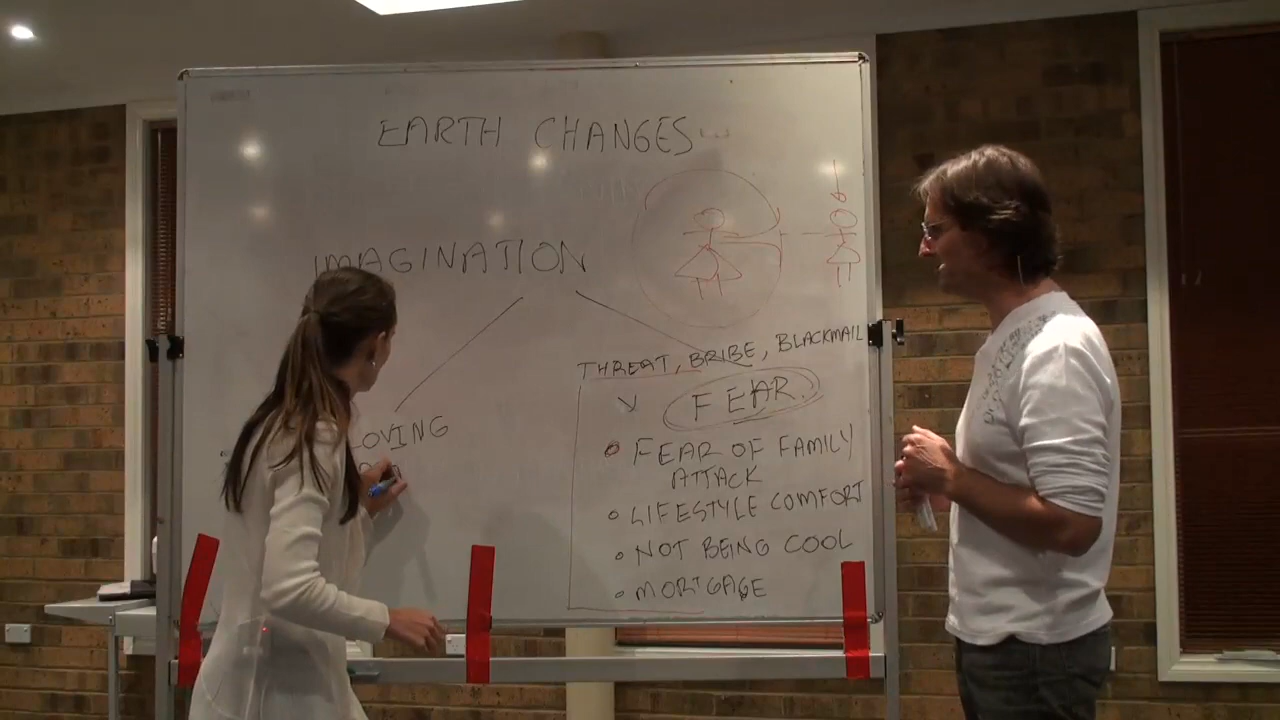 EARTH CHANGES
IMAGINATION
THREAT, BRIBE, BLACKMAIL
FEAR
LOVING
FEAR OF FAMILY
ATTACK
LIFESTYLE COMFORT
NOT BEING COOL
MORTGAGE